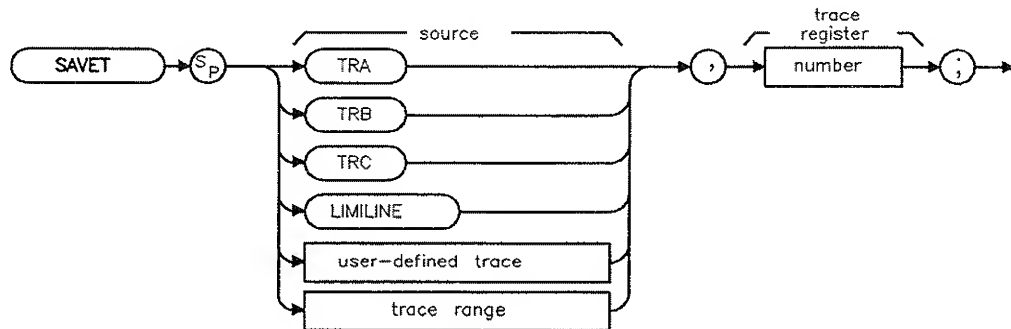 source
trace
register
SAVET
SP
TRA
,
number
;
TRB
TRC
LIMILINE
user-defined trace
trace range